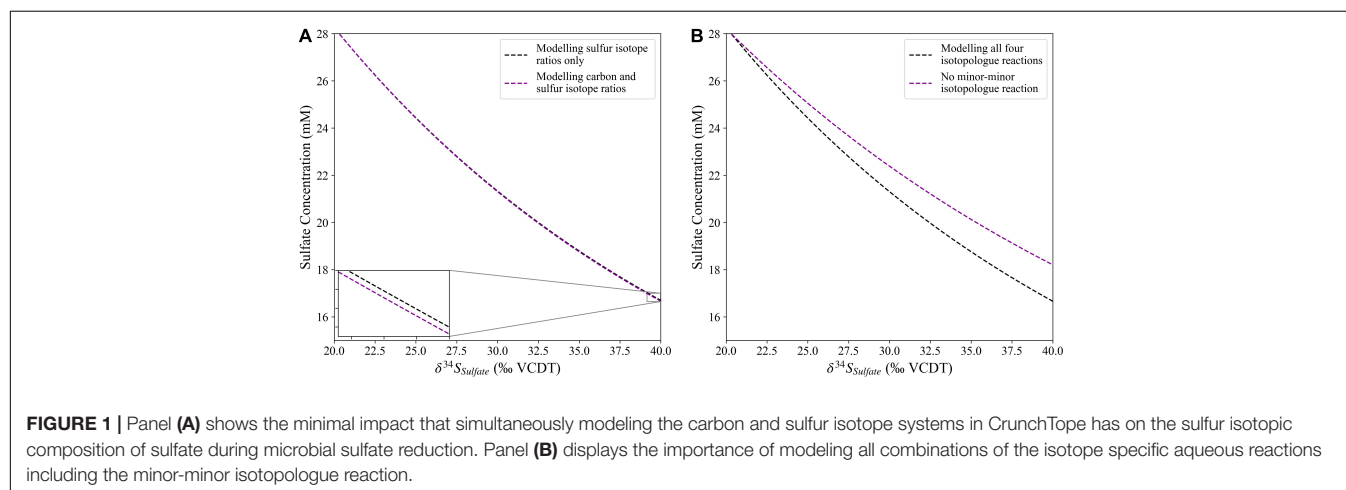 A
28
26
24
22
20
18
16
Sulfate Concentration (mM)
Modelling sulfur isotope
ratios only
Modelling carbon and
sulfur isotope ratios
20.0 22.5 25.0 27.5 30.0 32.5 35.0 37.5 40.0
δ³⁴S_Sulfate (‰ VCDT)
B
28
26
24
22
20
18
16
Sulfate Concentration (mM)
Modelling all four
isotopologue reactions
No minor-minor
isotopologue reaction
20.0 22.5 25.0 27.5 30.0 32.5 35.0 37.5 40.0
δ³⁴S_Sulfate (‰ VCDT)
FIGURE 1 | Panel (A) shows the minimal impact that simultaneously modeling the carbon and sulfur isotope systems in CrunchTope has on the sulfur isotopic
composition of sulfate during microbial sulfate reduction. Panel (B) displays the importance of modeling all combinations of the isotope specific aqueous reactions
including the minor-minor isotopologue reaction.